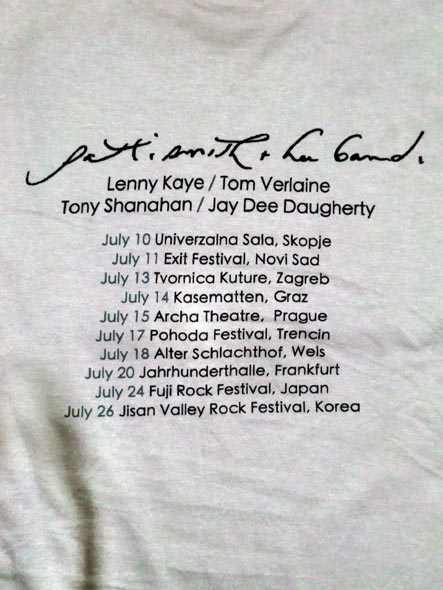 patti smith + her band.
Lenny Kaye / Tom Verlaine
Tony Shanahan / Jay Dee Daugherty
July 10 Univerzalna Sala, Skopje
July 11 Exit Festival, Novi Sad
July 13 Tvornica Kuture, Zagreb
July 14 Kasematten, Graz
July 15 Archa Theatre, Prague
July 17 Pohoda Festival, Trencin
July 18 Alter Schlachthof, Wels
July 20 Jahrhunderthalle, Frankfurt
July 24 Fuji Rock Festival, Japan
July 26 Jisan Valley Rock Festival, Korea